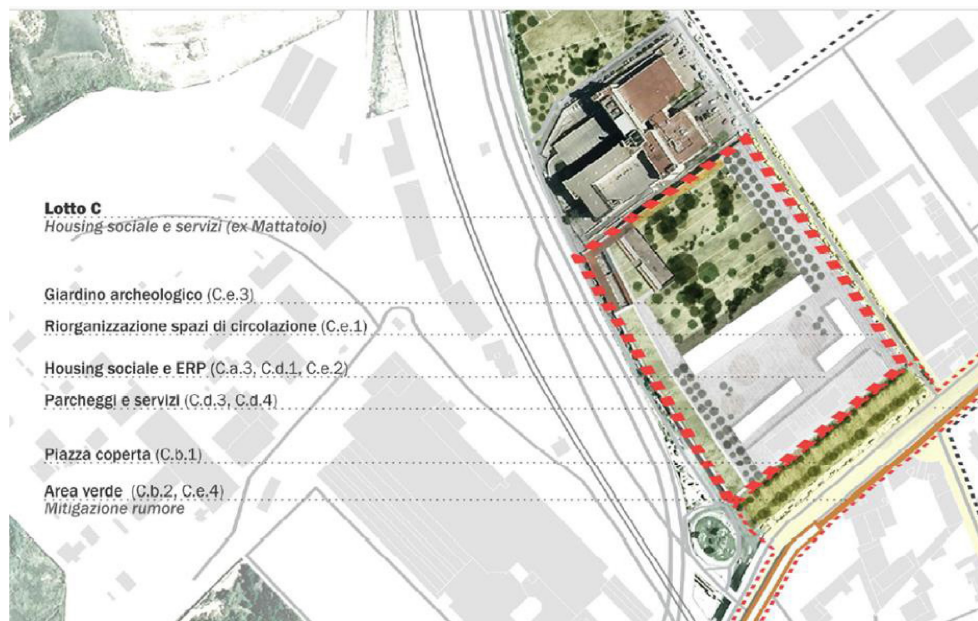 Lotto C
Housing sociale e servizi (ex Mattatoio)
Giardino archeologico (C.e.3)
Riorganizzazione spazi di circolazione (C.e.1)
Housing sociale e ERP (C.a.3, C.d.1, C.e.2)
Parcheggi e servizi (C.d.3, C.d.4)
Piazza coperta (C.b.1)
Area verde (C.b.2, C.e.4)
Mitigazione rumore